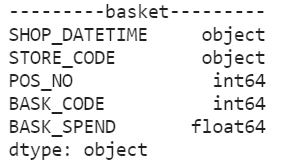 ---------basket---------
SHOP_DATETIME object
STORE_CODE object
POS_NO int64
BASK_CODE int64
BASK_SPEND float64
dtype: object